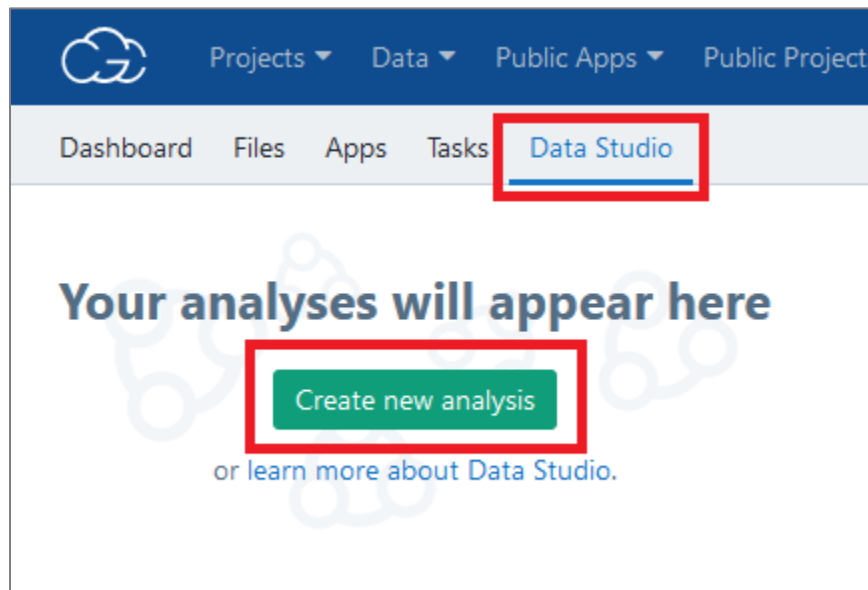 Projects Data Public Apps Public Project
Dashboard Files Apps Tasks Data Studio
Your analyses will appear here
Create new analysis
or learn more about Data Studio.